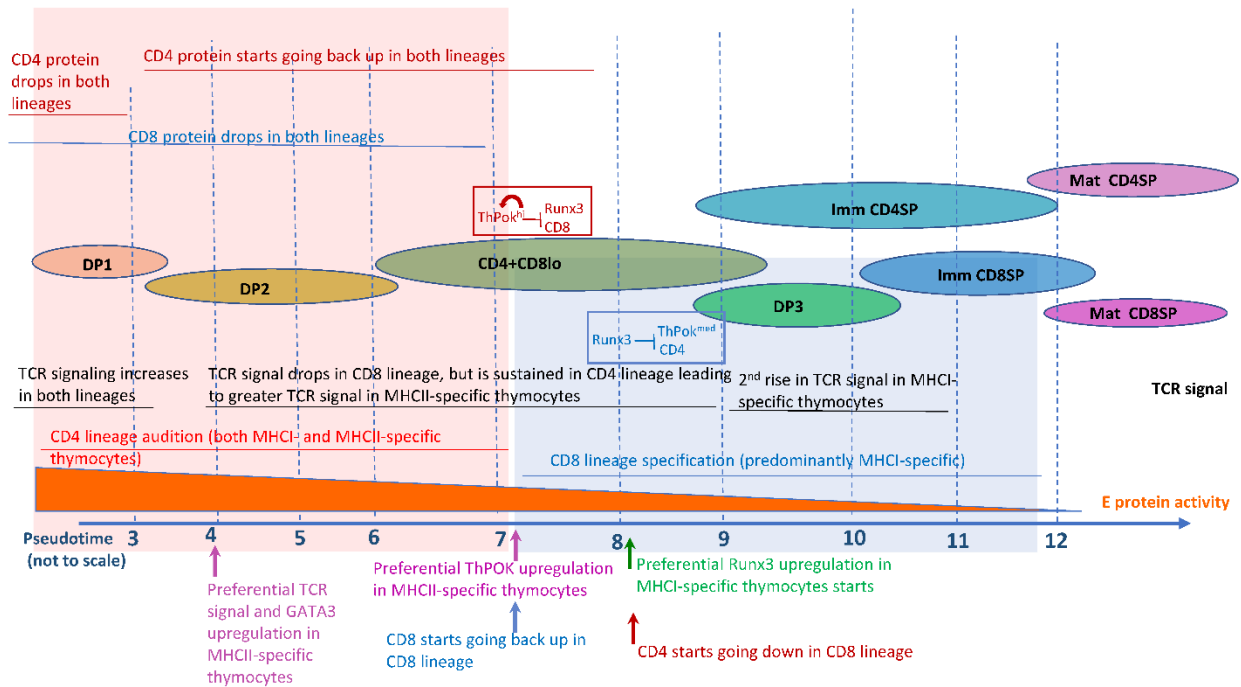 CD4 protein starts going back up in both lineages
CD4 protein
drops in both
lineages
CD8 protein drops in both lineages
ThPokhi
Runx3
CD8
Mat CD4SP
Imm CD4SP
DP1
DP2
CD4+CD8lo
Imm CD8SP
DP3
Mat CD8SP
Runx3
ThPokmed
CD4
TCR signaling increases
in both lineages
TCR signal drops in CD8 lineage, but is sustained in CD4 lineage leading
to greater TCR signal in MHCII-specific thymocytes
2nd rise in TCR signal in MHCI-
specific thymocytes
TCR signal
CD4 lineage audition (both MHCI- and MHCII-specific
thymocytes)
CD8 lineage specification (predominantly MHCI-specific)
E protein activity
Pseudotime
(not to scale)
3 4 5 6 7 8 9 10 11 12
Preferential TCR
signal and GATA3
upregulation in
MHCII-specific
thymocytes
Preferential ThPOK upregulation
in MHCII-specific thymocytes
CD8 starts going back up in
CD8 lineage
Preferential Runx3 upregulation in
MHCI-specific thymocytes starts
CD4 starts going down in CD8 lineage